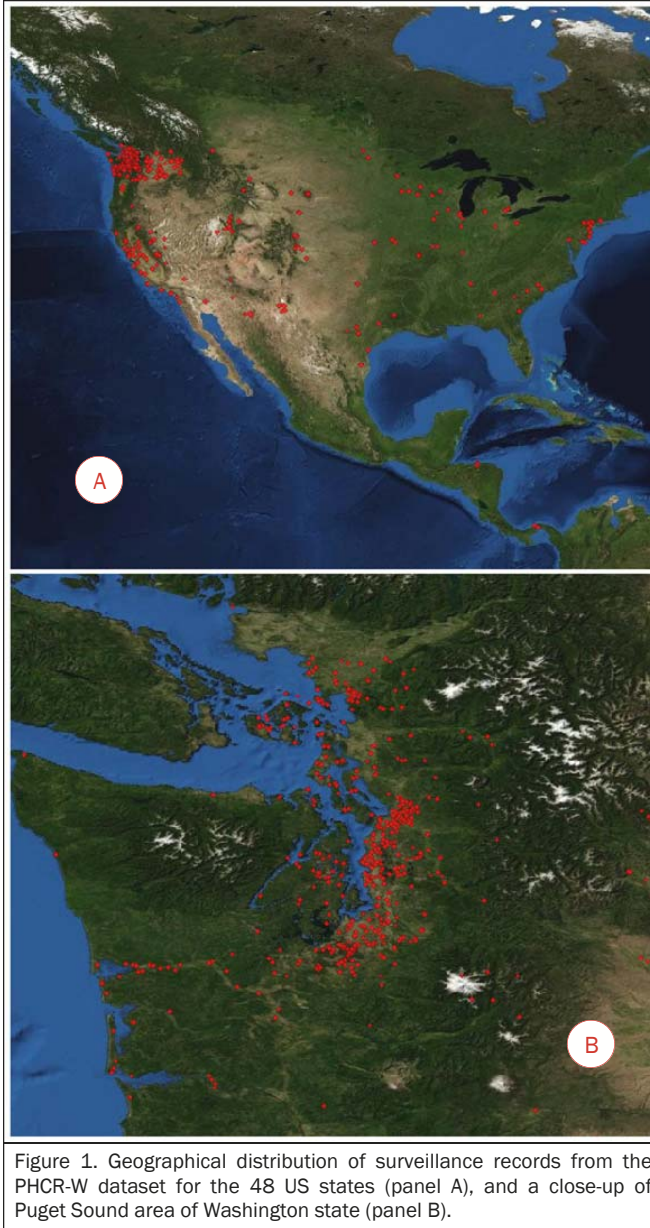 A
B
Figure 1. Geographical distribution of surveillance records from the
PHCR-W dataset for the 48 US states (panel A), and a close-up of
Puget Sound area of Washington state (panel B).